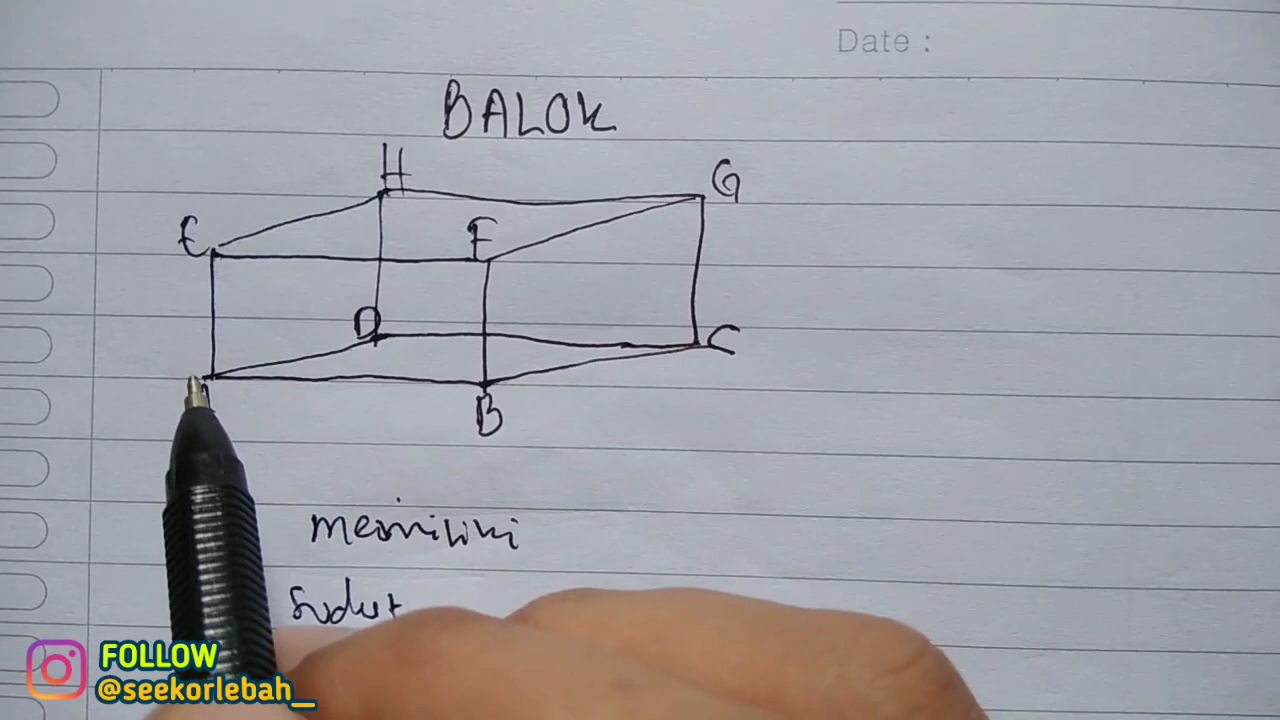 Date :
BALOK
H
G
E
F
D
C
B
memiliki
Sudut
FOLLOW
@seekorlebah_